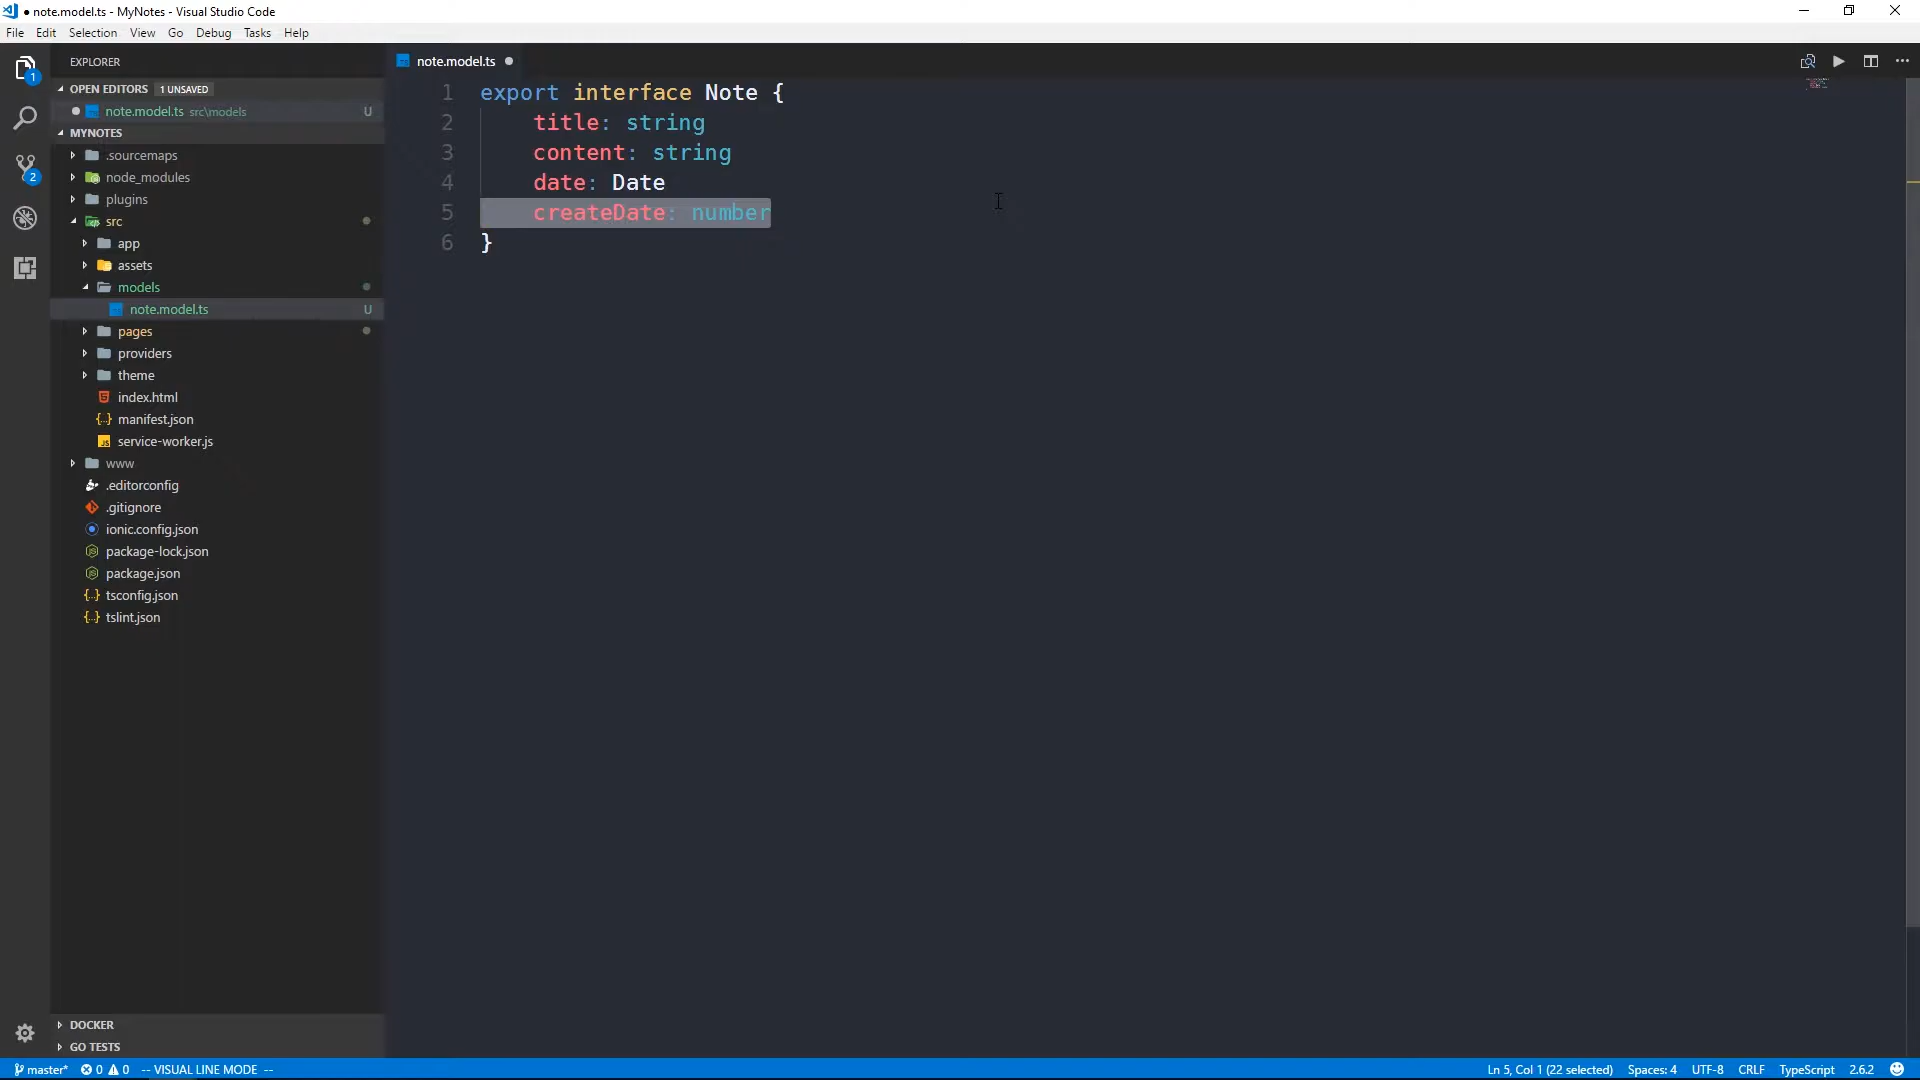 ● note.model.ts - MyNotes - Visual Studio Code
File Edit Selection View Go Debug Tasks Help
EXPLORER
OPEN EDITORS 1 UNSAVED
note.model.ts src\models U
MYNOTES
.sourcemaps
node_modules
plugins
src
app
assets
models
note.model.ts U
pages
providers
theme
index.html
manifest.json
service-worker.js
www
.editorconfig
.gitignore
ionic.config.json
package-lock.json
package.json
tsconfig.json
tslint.json
DOCKER
GO TESTS
1
2
note.model.ts ●
1 export interface Note {
2 title: string
3 content: string
4 date: Date
5 createDate: number
6 }
master* 0 0 -- VISUAL LINE MODE -- Ln 5, Col 1 (22 selected) Spaces: 4 UTF-8 CRLF TypeScript 2.6.2